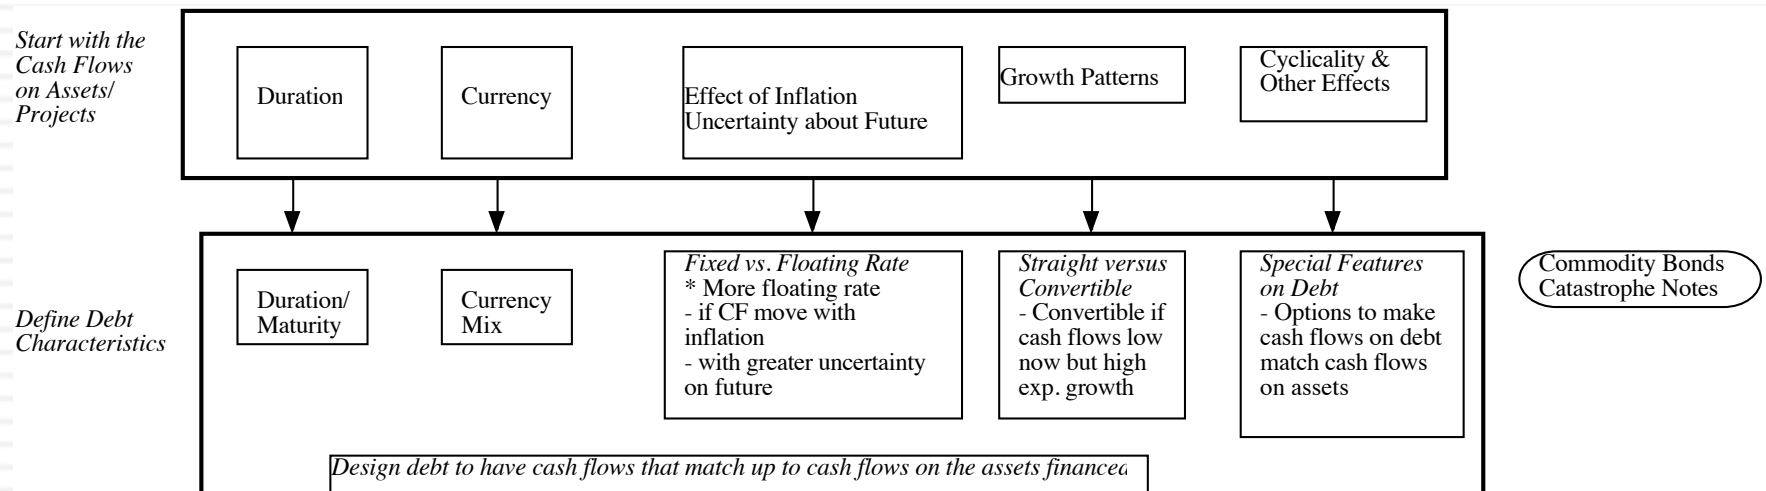 Start with the
Cash Flows
on Assets/
Projects
Duration
Currency
Effect of Inflation
Uncertainty about Future
Growth Patterns
Cyclicality &
Other Effects
Define Debt
Characteristics
Duration/
Maturity
Currency
Mix
Fixed vs. Floating Rate
* More floating rate
- if CF move with
inflation
- with greater uncertainty
on future
Straight versus
Convertible
- Convertible if
cash flows low
now but high
exp. growth
Special Features
on Debt
- Options to make
cash flows on debt
match cash flows
on assets
Commodity Bonds
Catastrophe Notes
Design debt to have cash flows that match up to cash flows on the assets financed